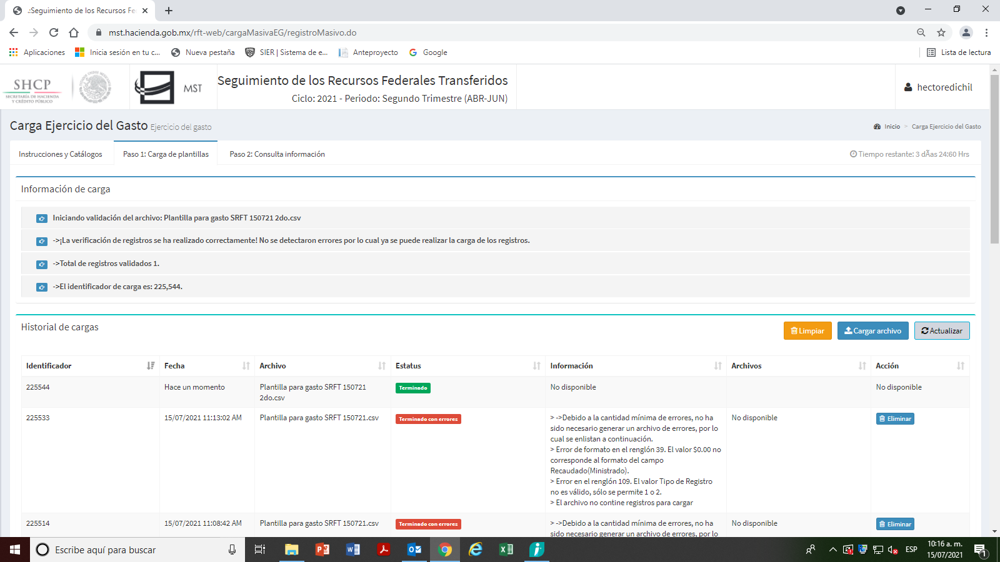 .:Seguimiento de los Recursos Fe
mst.hacienda.gob.mx/rft-web/cargaMasivaEG/registroMasivo.do
Aplicaciones
Inicia sesión en tu c...
Nueva pestaña
SIER | Sistema de e...
Anteproyecto
Google
Lista de lectura
SHCP
SECRETARÍA DE HACIENDA
Y CRÉDITO PÚBLICO
MST
Seguimiento de los Recursos Federales Transferidos
Ciclo: 2021 - Periodo: Segundo Trimestre (ABR-JUN)
hectoredichil
Carga Ejercicio del Gasto Ejercicio del gasto
Inicio > Carga Ejercicio del Gasto
Instrucciones y Catálogos
Paso 1: Carga de plantillas
Paso 2: Consulta información
Tiempo restante: 3 dÃas 24:60 Hrs
Información de carga
Iniciando validación del archivo: Plantilla para gasto SRFT 150721 2do.csv
->¡La verificación de registros se ha realizado correctamente! No se detectaron errores por lo cual ya se puede realizar la carga de los registros.
->Total de registros validados 1.
->El identificador de carga es: 225,544.
Historial de cargas
Limpiar
Cargar archivo
Actualizar
Identificador Fecha Archivo Estatus Información Archivos Acción
225544
Hace un momento
Plantilla para gasto SRFT 150721
2do.csv
Terminado
No disponible
No disponible
225533
15/07/2021 11:13:02 AM
Plantilla para gasto SRFT 150721.csv
Terminado con errores
> ->Debido a la cantidad mínima de errores, no ha
sido necesario generar un archivo de errores, por lo
cual se enlistan a continuación.
> Error de formato en el renglón 39. El valor $0.00 no
corresponde al formato del campo
Recaudado(Ministrado).
> Error en el renglón 109. El valor Tipo de Registro
no es válido, sólo se permite 1 o 2.
> El archivo no contine registros para cargar
No disponible
Eliminar
225514
15/07/2021 11:08:42 AM
Plantilla para gasto SRFT 150721.csv
Terminado con errores
> ->Debido a la cantidad mínima de errores, no ha
sido necesario generar un archivo de errores, por lo
No disponible
Eliminar
Escribe aquí para buscar
ESP
10:16 a. m.
15/07/2021
1